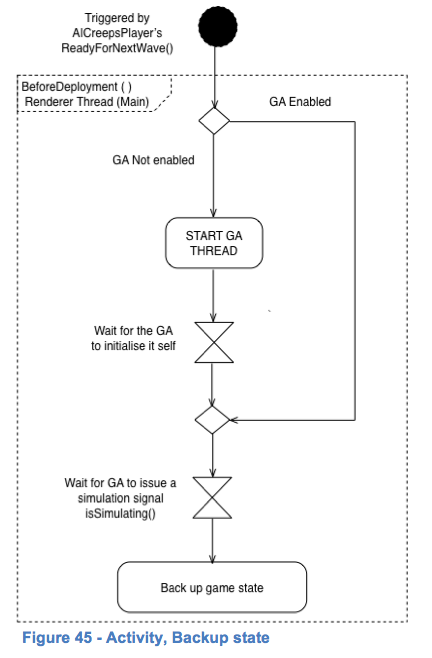 Triggered by
AICreepsPlayer's
ReadyForNextWave()
BeforeDeployment ( )
Renderer Thread (Main)
GA Enabled
GA Not enabled
START GA
THREAD
Wait for the GA
to initialise it self
Wait for GA to issue a
simulation signal
isSimulating()
Back up game state
Figure 45 - Activity, Backup state